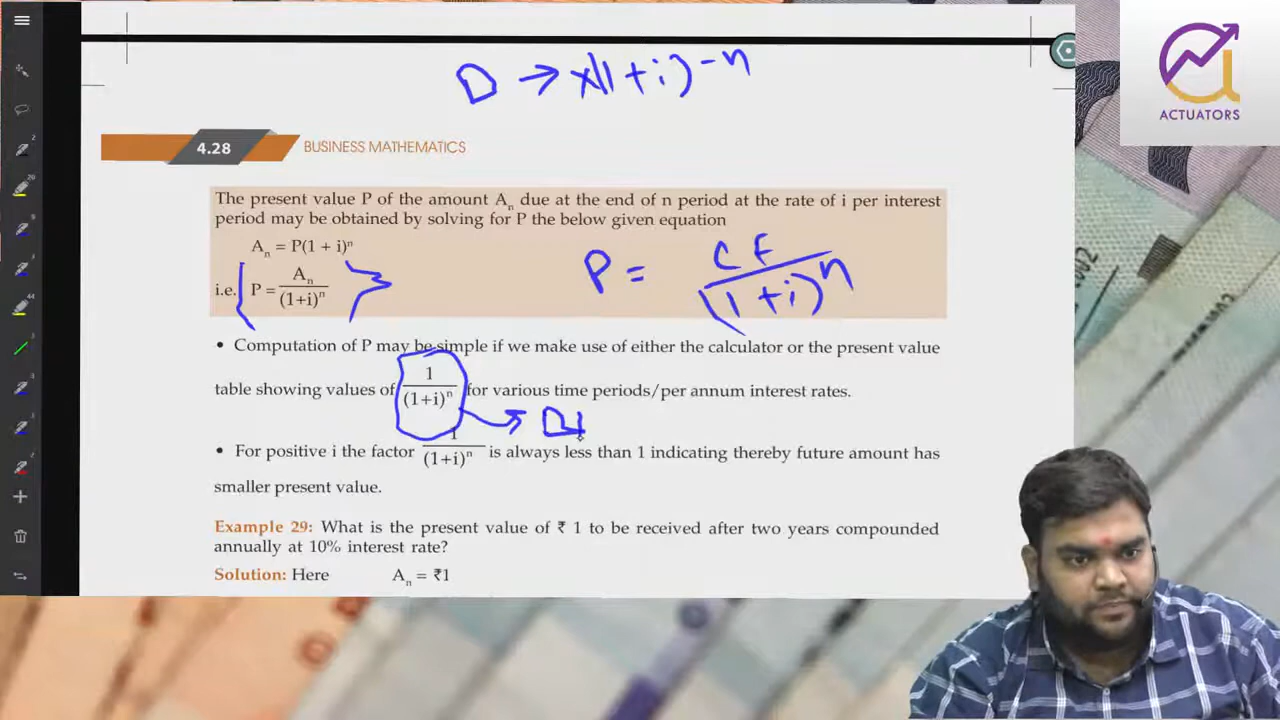 D → x(1+i)-n
ACTUATORS
4.28 BUSINESS MATHEMATICS
The present value P of the amount An due at the end of n period at the rate of i per interest
period may be obtained by solving for P the below given equation
An = P(1 + i)n
i.e. P = An/(1+i)n
P = CF/(1+i)n
• Computation of P may be simple if we make use of either the calculator or the present value
table showing values of 1/(1+i)n for various time periods/per annum interest rates.
• For positive i the factor 1/(1+i)n is always less than 1 indicating thereby future amount has
smaller present value.
Example 29: What is the present value of ₹ 1 to be received after two years compounded
annually at 10% interest rate?
Solution: Here An = ₹1